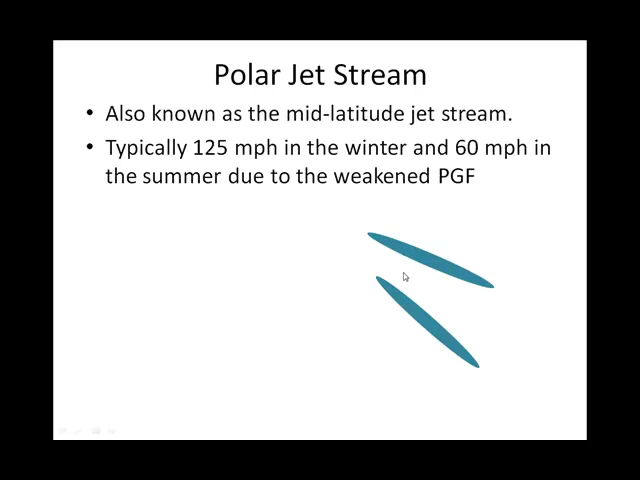 Polar Jet Stream
• Also known as the mid-latitude jet stream.
• Typically 125 mph in the winter and 60 mph in
the summer due to the weakened PGF